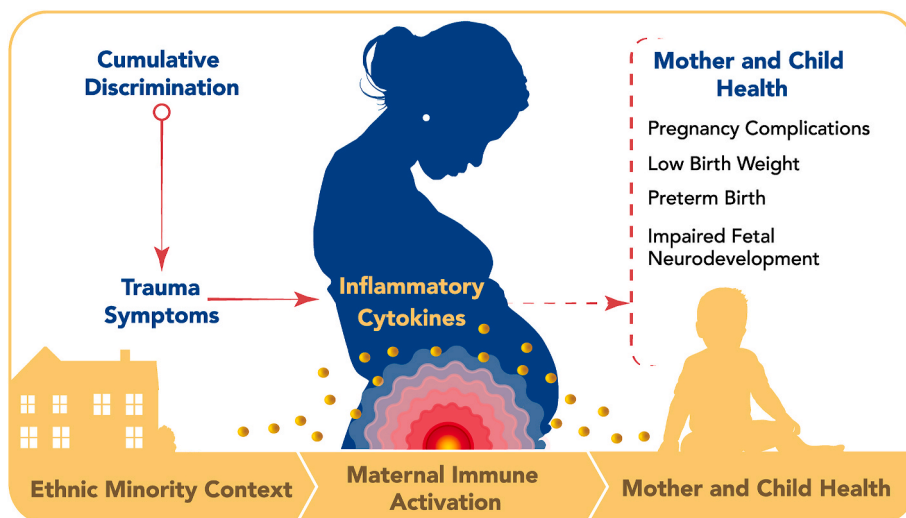 Cumulative
Discrimination
Trauma
Symptoms
Inflammatory
Cytokines
Mother and Child
Health
Pregnancy Complications
Low Birth Weight
Preterm Birth
Impaired Fetal
Neurodevelopment
Ethnic Minority Context
Maternal Immune
Activation
Mother and Child Health